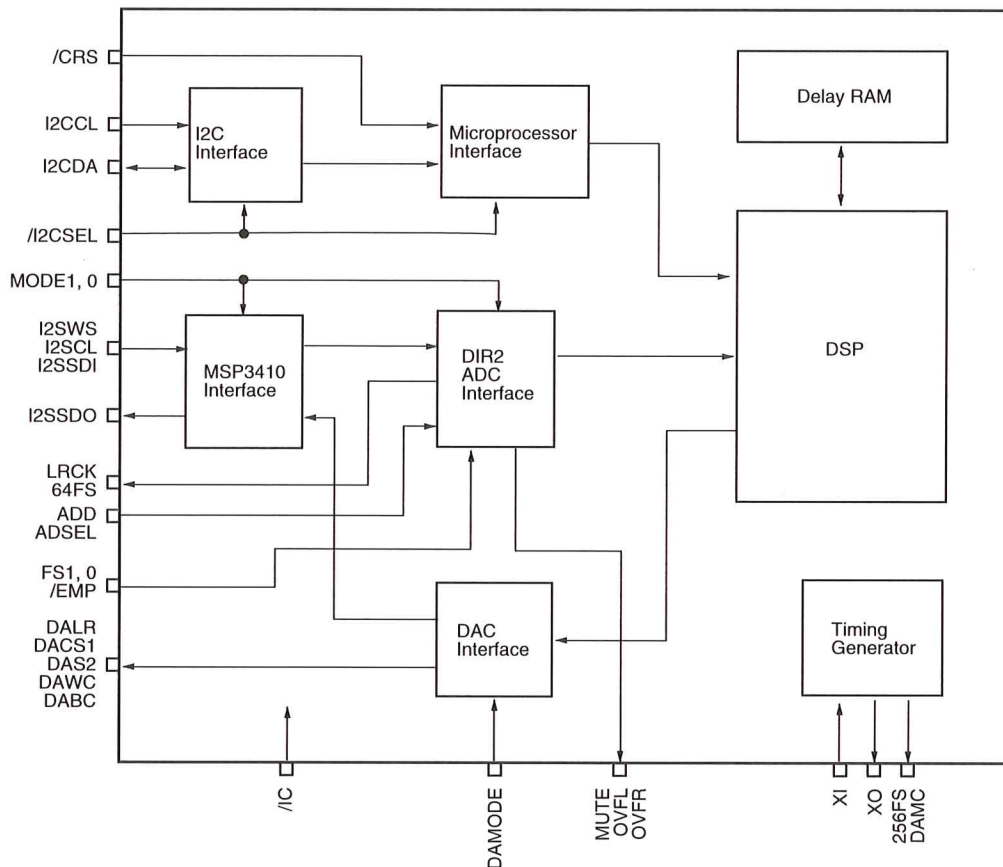 /CRS
I2CCL
I2CDA
/I2CSEL
MODE1, 0
I2SWS
I2SCL
I2SSDI
I2SSDO
LRCK
64FS
ADD
ADSEL
FS1, 0
/EMP
DALR
DACS1
DAS2
DAWC
DABC
I2C
Interface
Microprocessor
Interface
Delay RAM
MSP3410
Interface
DIR2
ADC
Interface
DSP
DAC
Interface
Timing
Generator
/IC
DAMODE
MUTE
OVFL
OVFR
XI
XO
256FS
DAMC